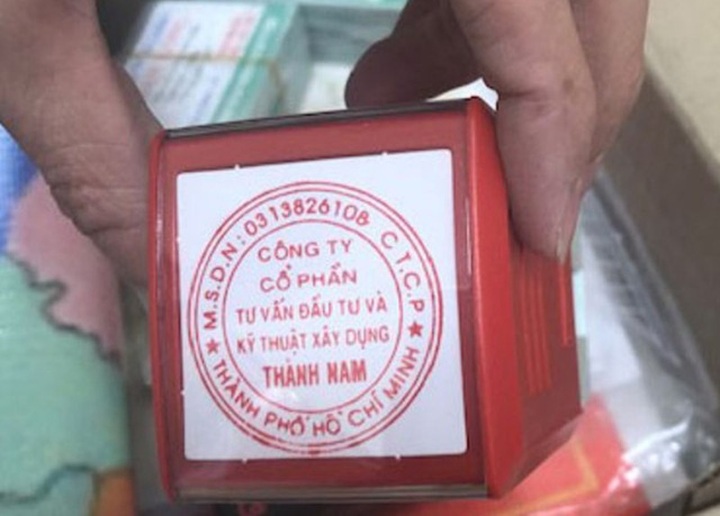 M.S.D.N: 0313826108 C.T.C.P
CÔNG TY
CỔ PHẦN
TƯ VẤN ĐẦU TƯ VÀ
KỸ THUẬT XÂY DỰNG
THÀNH NAM
★ THÀNH PHỐ HỒ CHÍ MINH ★